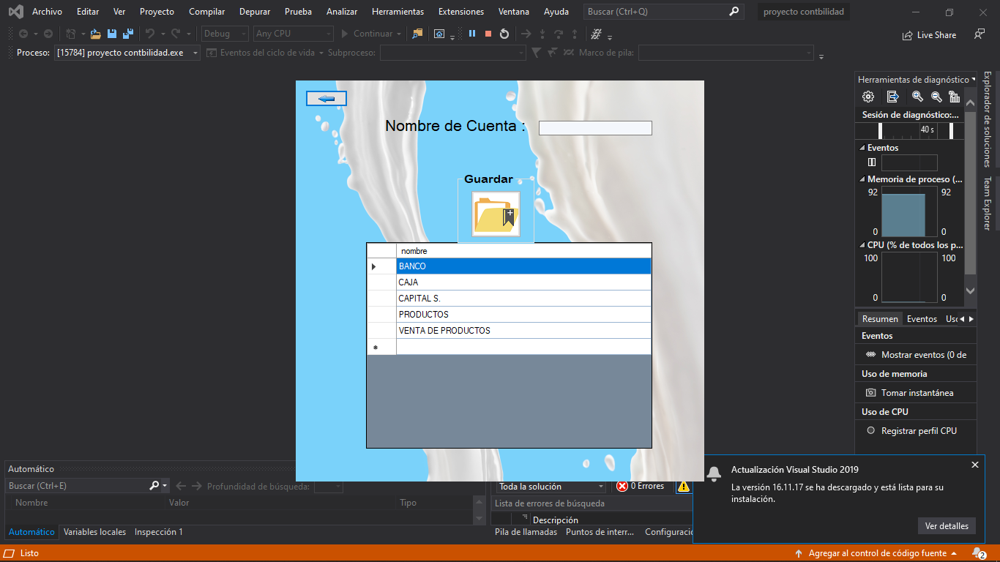 Archivo Editar Ver Proyecto Compilar Depurar Prueba Analizar Herramientas Extensiones Ventana Ayuda Buscar (Ctrl+Q) proyecto contbilidad
Debug Any CPU Continuar Live Share
Proceso: [15784] proyecto contbilidad.exe Eventos del ciclo de vida Subproceso: Marco de pila:
Nombre de Cuenta :
Guardar
nombre
BANCO
CAJA
CAPITAL S.
PRODUCTOS
VENTA DE PRODUCTOS
Herramientas de diagnóstico
Sesión de diagnóstico:...
40 s
Eventos
Memoria de proceso (...
92 92
0 0
CPU (% de todos los p...
100 100
0 0
Resumen Eventos Usc
Eventos
Mostrar eventos (0 de
Uso de memoria
Tomar instantánea
Uso de CPU
Registrar perfil CPU
Explorador de soluciones
Team Explorer
Automático
Buscar (Ctrl+E) Profundidad de búsqueda:
Nombre Valor Tipo
Automático Variables locales Inspección 1
Toda la solución 0 Errores
Lista de errores de búsqueda
Descripción
Pila de llamadas Puntos de interr... Configuraci
Actualización Visual Studio 2019
La versión 16.11.17 se ha descargado y está lista para su
instalación.
Ver detalles
Listo Agregar al control de código fuente 2